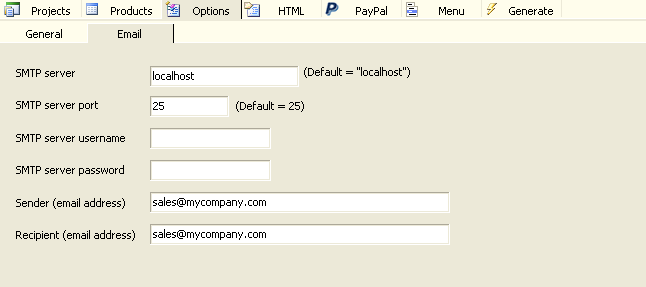 Projects Products Options HTML PayPal Menu Generate
General Email
SMTP server localhost (Default = "localhost")
SMTP server port 25 (Default = 25)
SMTP server username
SMTP server password
Sender (email address) sales@mycompany.com
Recipient (email address) sales@mycompany.com